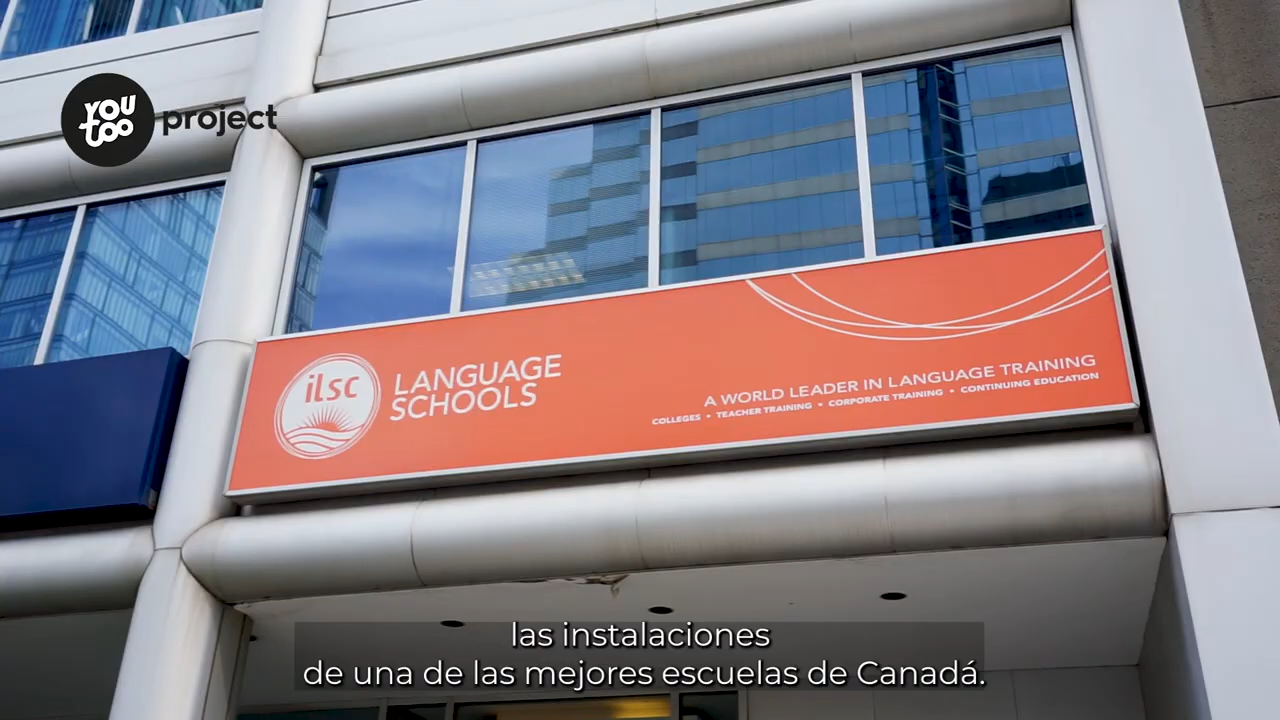 you
too
project
ilsc
LANGUAGE
SCHOOLS
A WORLD LEADER IN LANGUAGE TRAINING
COLLEGES • TEACHER TRAINING • CORPORATE TRAINING • CONTINUING EDUCATION
las instalaciones
de una de las mejores escuelas de Canadá.